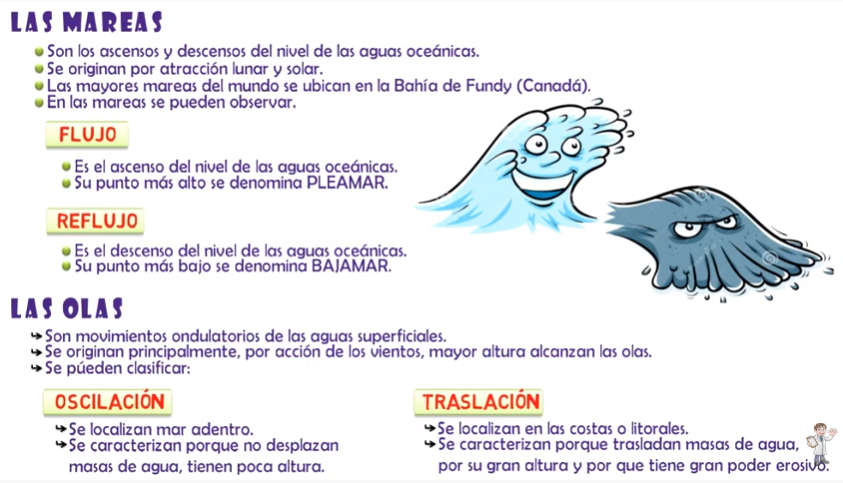 LAS MAREAS
Son los ascensos y descensos del nivel de las aguas oceánicas.
Se originan por atracción lunar y solar.
Las mayores mareas del mundo se ubican en la Bahía de Fundy (Canadá).
En las mareas se pueden observar.
FLUJO
Es el ascenso del nivel de las aguas oceánicas.
Su punto más alto se denomina PLEAMAR.
REFLUJO
Es el descenso del nivel de las aguas oceánicas.
Su punto más bajo se denomina BAJAMAR.
LAS OLAS
Son movimientos ondulatorios de las aguas superficiales.
Se originan principalmente, por acción de los vientos, mayor altura alcanzan las olas.
Se púeden clasificar:
OSCILACIÓN
Se localizan mar adentro.
Se caracterizan porque no desplazan
masas de agua, tienen poca altura.
TRASLACIÓN
Se localizan en las costas o litorales.
Se caracterizan porque trasladan masas de agua,
por su gran altura y por que tiene gran poder erosivo.